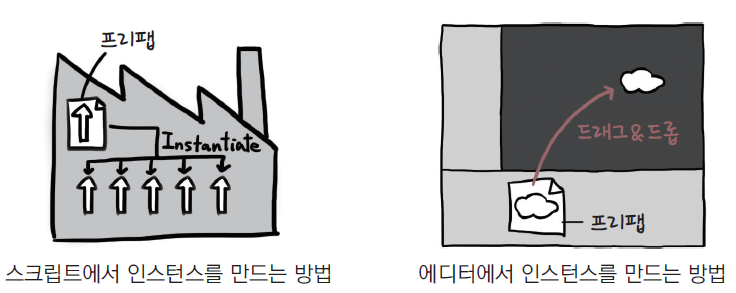 프리팹
Instantiate
스크립트에서 인스턴스를 만드는 방법
드래그&드롭
프리팹
에디터에서 인스턴스를 만드는 방법